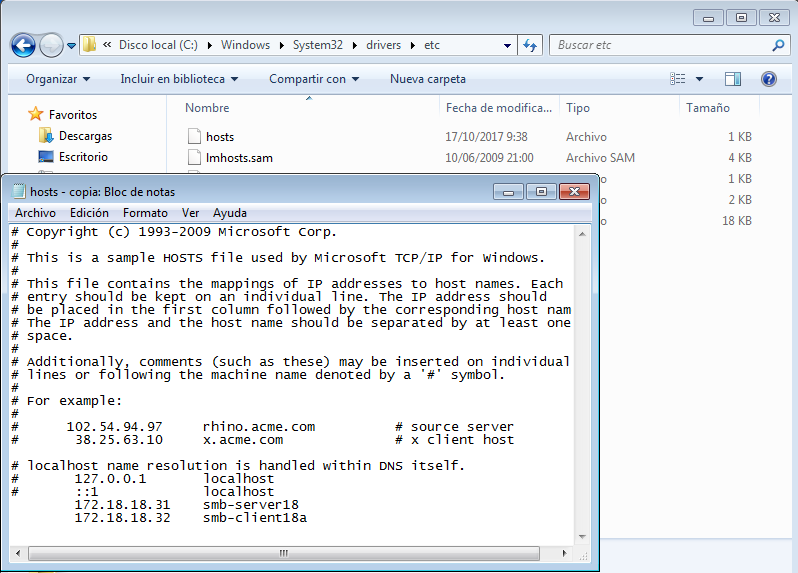 « Disco local (C:) ▸ Windows ▸ System32 ▸ drivers ▸ etc
Buscar etc
Organizar Incluir en biblioteca Compartir con Nueva carpeta
Favoritos
Descargas
Escritorio
Nombre Fecha de modifica... Tipo Tamaño
hosts 17/10/2017 9:38 Archivo 1 KB
lmhosts.sam 10/06/2009 21:00 Archivo SAM 4 KB
1 KB
2 KB
18 KB
hosts - copia: Bloc de notas
Archivo Edición Formato Ver Ayuda
# Copyright (c) 1993-2009 Microsoft Corp.
#
# This is a sample HOSTS file used by Microsoft TCP/IP for Windows.
#
# This file contains the mappings of IP addresses to host names. Each
# entry should be kept on an individual line. The IP address should
# be placed in the first column followed by the corresponding host nam
# The IP address and the host name should be separated by at least one
# space.
#
# Additionally, comments (such as these) may be inserted on individual
# lines or following the machine name denoted by a '#' symbol.
#
# For example:
#
# 102.54.94.97 rhino.acme.com # source server
# 38.25.63.10 x.acme.com # x client host
# localhost name resolution is handled within DNS itself.
# 127.0.0.1 localhost
# ::1 localhost
172.18.18.31 smb-server18
172.18.18.32 smb-client18a